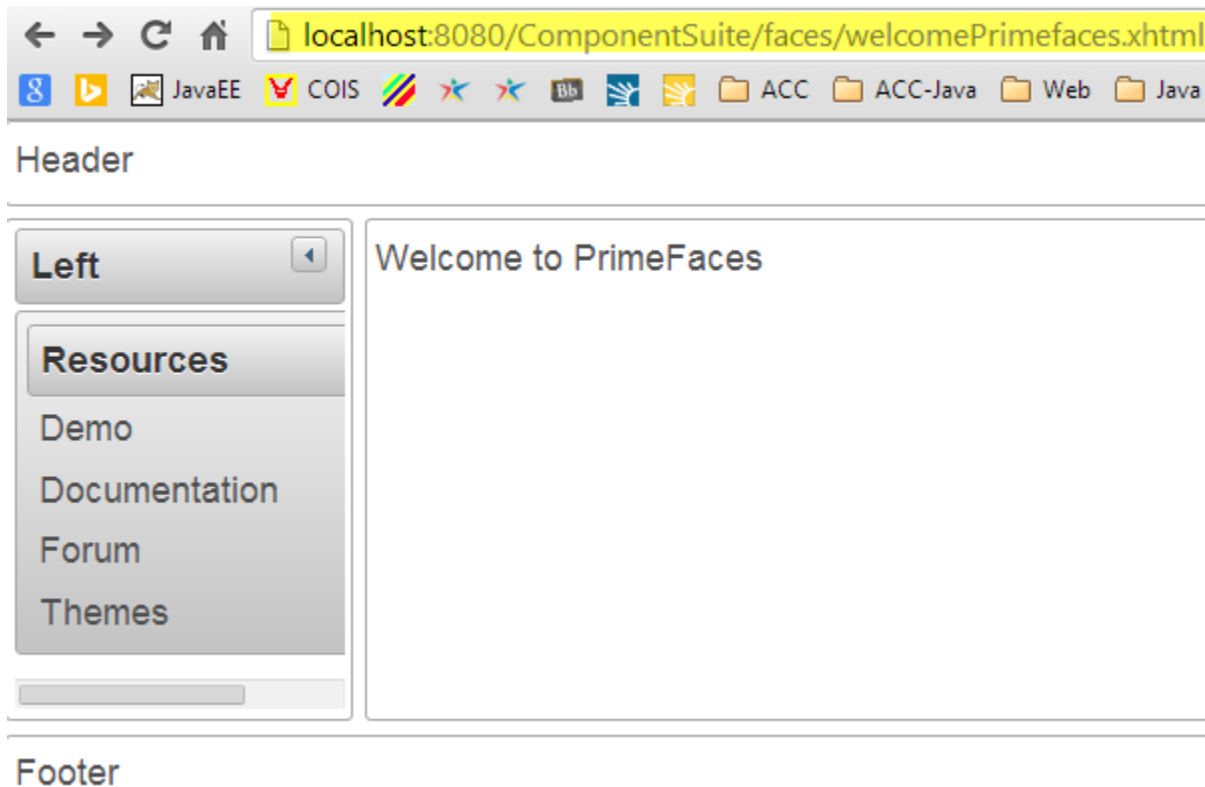 localhost:8080/ComponentSuite/faces/welcomePrimefaces.xhtml
8 JavaEE COIS Bb ACC ACC-Java Web Java
Header
Left
Welcome to PrimeFaces
Resources
Demo
Documentation
Forum
Themes
Footer